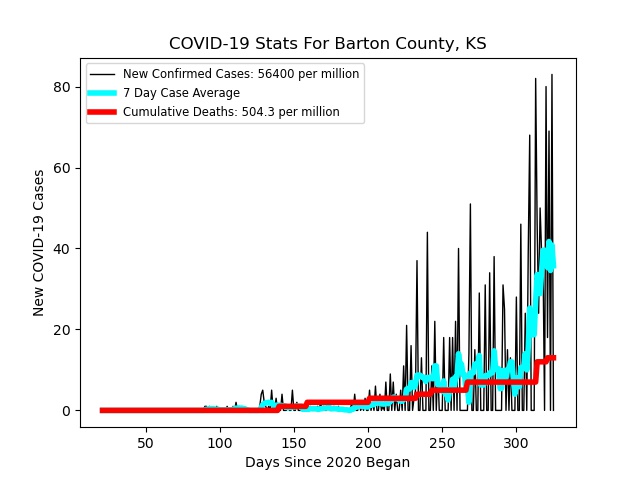 COVID-19 Stats For Barton County, KS
New Confirmed Cases: 56400 per million
7 Day Case Average
Cumulative Deaths: 504.3 per million
New COVID-19 Cases
80
60
40
20
0
50 100 150 200 250 300
Days Since 2020 Began